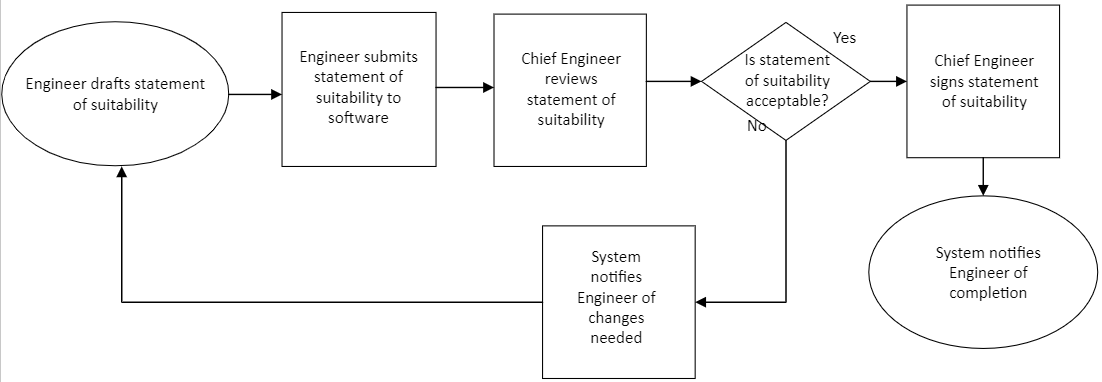 Engineer drafts statement
of suitability
Engineer submits
statement of
suitability to
software
Chief Engineer
reviews
statement of
suitability
Is statement
of suitability
acceptable?
Yes
No
Chief Engineer
signs statement
of suitability
System notifies
Engineer of
completion
System
notifies
Engineer of
changes
needed